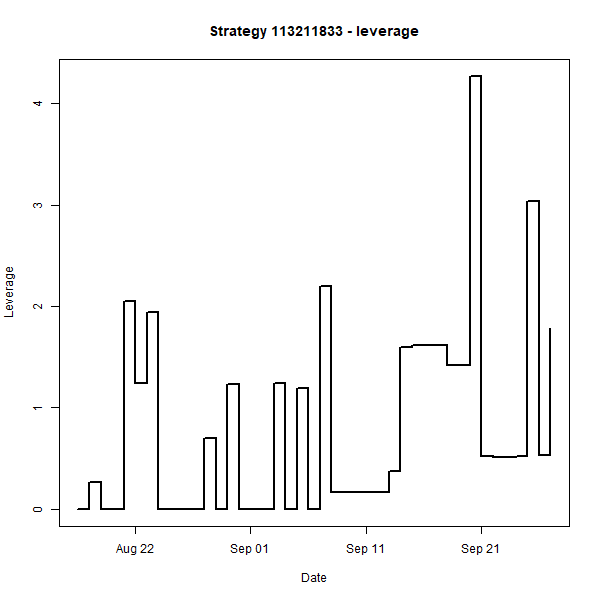 Strategy 113211833 - leverage
4
3
2
1
0
Leverage
Aug 22 Sep 01 Sep 11 Sep 21
Date